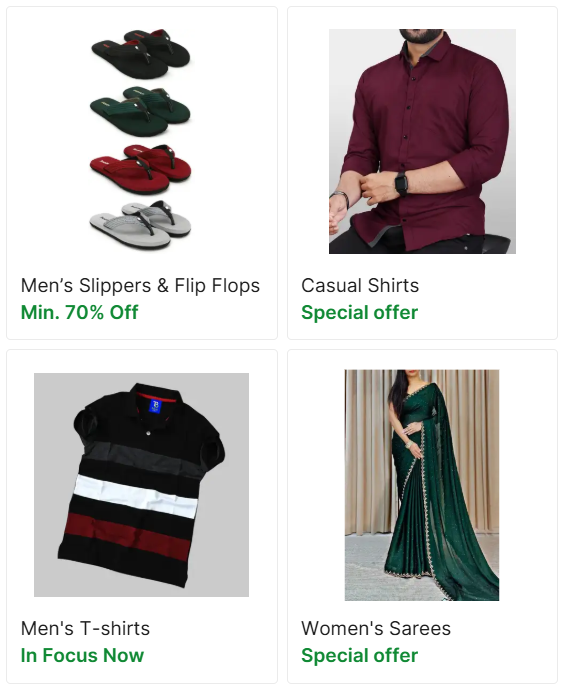 Men’s Slippers & Flip Flops
Min. 70% Off
Casual Shirts
Special offer
Men's T-shirts
In Focus Now
Women's Sarees
Special offer